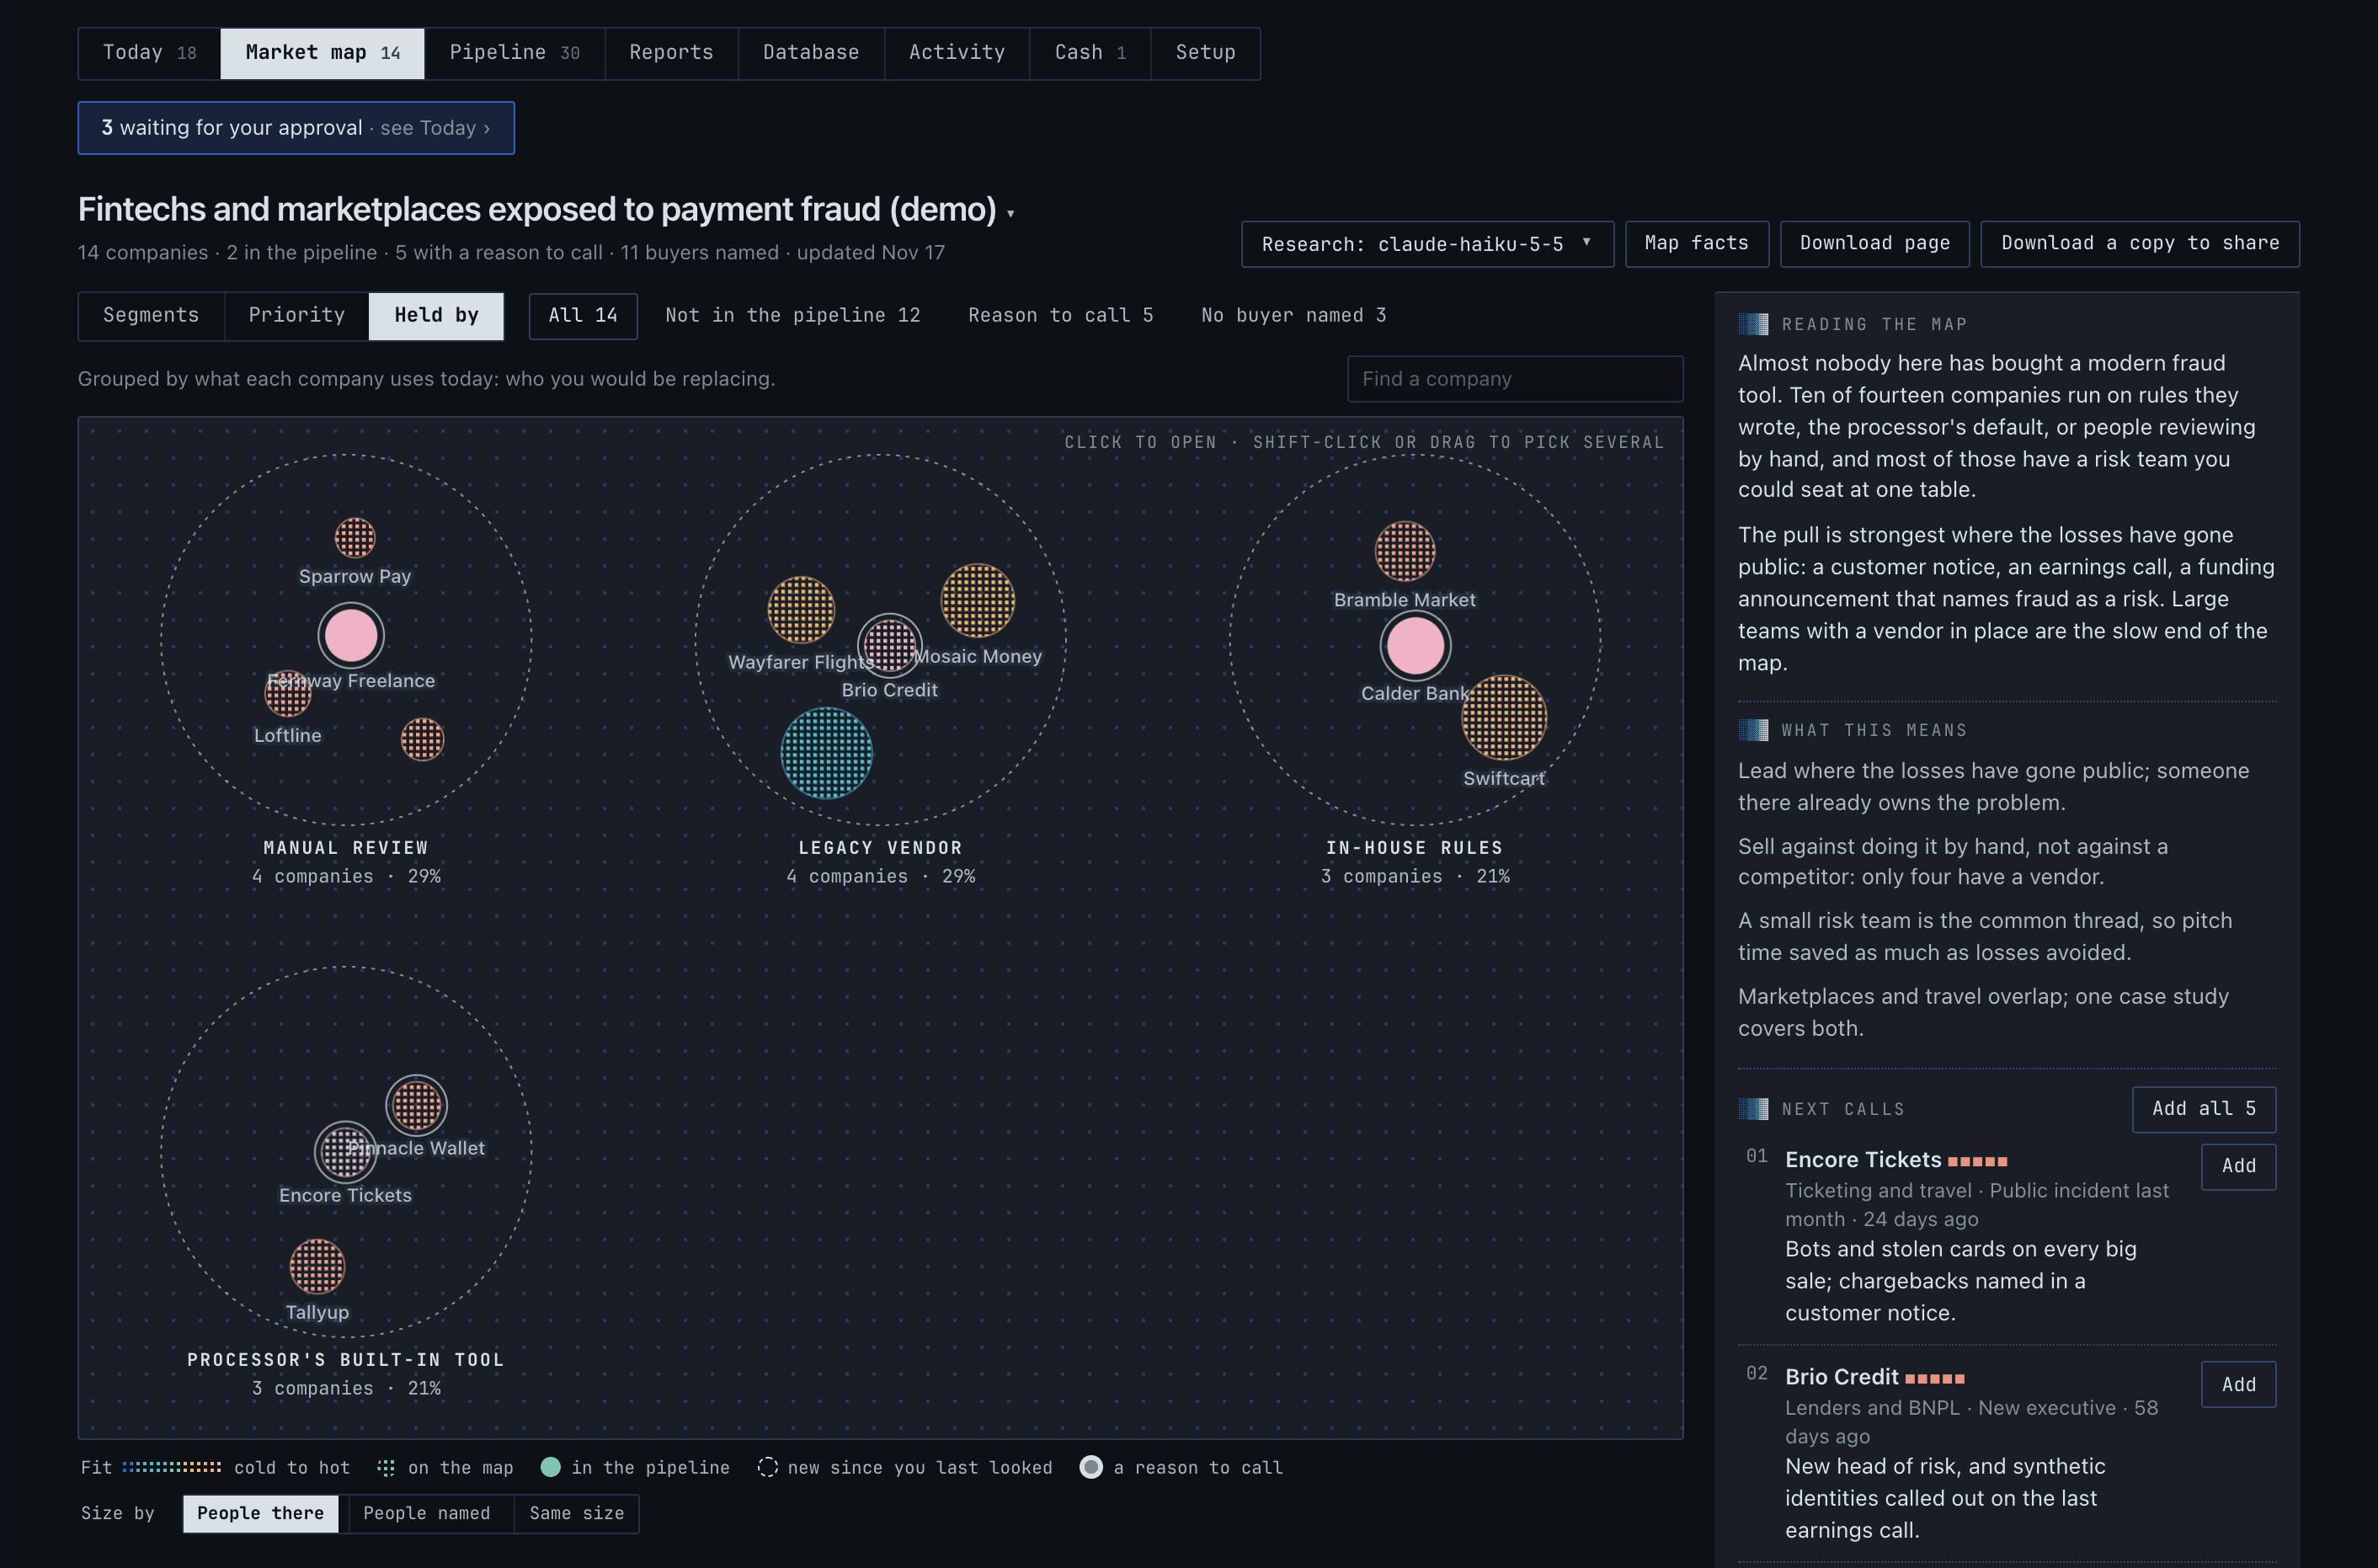 Today 18 Market map 14 Pipeline 30 Reports Database Activity Cash 1 Setup
3 waiting for your approval · see Today ›
Fintechs and marketplaces exposed to payment fraud (demo) ▾
14 companies · 2 in the pipeline · 5 with a reason to call · 11 buyers named · updated Nov 17
Research: claude-haiku-5-5 ▼ Map facts Download page Download a copy to share
Segments Priority Held by All 14 Not in the pipeline 12 Reason to call 5 No buyer named 3
Grouped by what each company uses today: who you would be replacing.
Find a company
CLICK TO OPEN · SHIFT-CLICK OR DRAG TO PICK SEVERAL
Sparrow Pay
Fernway Freelance
Loftline
MANUAL REVIEW
4 companies · 29%
Wayfarer Flights
Mosaic Money
Brio Credit
LEGACY VENDOR
4 companies · 29%
Bramble Market
Calder Bank
Swiftcart
IN-HOUSE RULES
3 companies · 21%
Pinnacle Wallet
Encore Tickets
Tallyup
PROCESSOR'S BUILT-IN TOOL
3 companies · 21%
Fit cold to hot on the map in the pipeline new since you last looked a reason to call
Size by People there People named Same size
READING THE MAP
Almost nobody here has bought a modern fraud
tool. Ten of fourteen companies run on rules they
wrote, the processor's default, or people reviewing
by hand, and most of those have a risk team you
could seat at one table.
The pull is strongest where the losses have gone
public: a customer notice, an earnings call, a funding
announcement that names fraud as a risk. Large
teams with a vendor in place are the slow end of the
map.
WHAT THIS MEANS
Lead where the losses have gone public; someone
there already owns the problem.
Sell against doing it by hand, not against a
competitor: only four have a vendor.
A small risk team is the common thread, so pitch
time saved as much as losses avoided.
Marketplaces and travel overlap; one case study
covers both.
NEXT CALLS Add all 5
01 Encore Tickets Add
Ticketing and travel · Public incident last
month · 24 days ago
Bots and stolen cards on every big
sale; chargebacks named in a
customer notice.
02 Brio Credit Add
Lenders and BNPL · New executive · 58
days ago
New head of risk, and synthetic
identities called out on the last
earnings call.